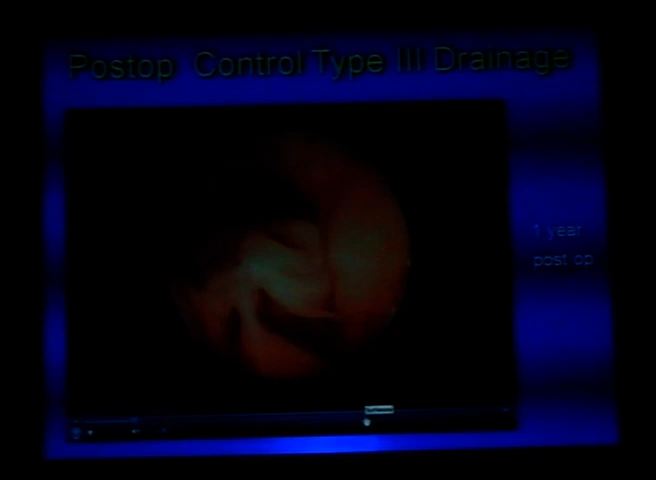 Postop Control Type III Drainage
1 year
post op